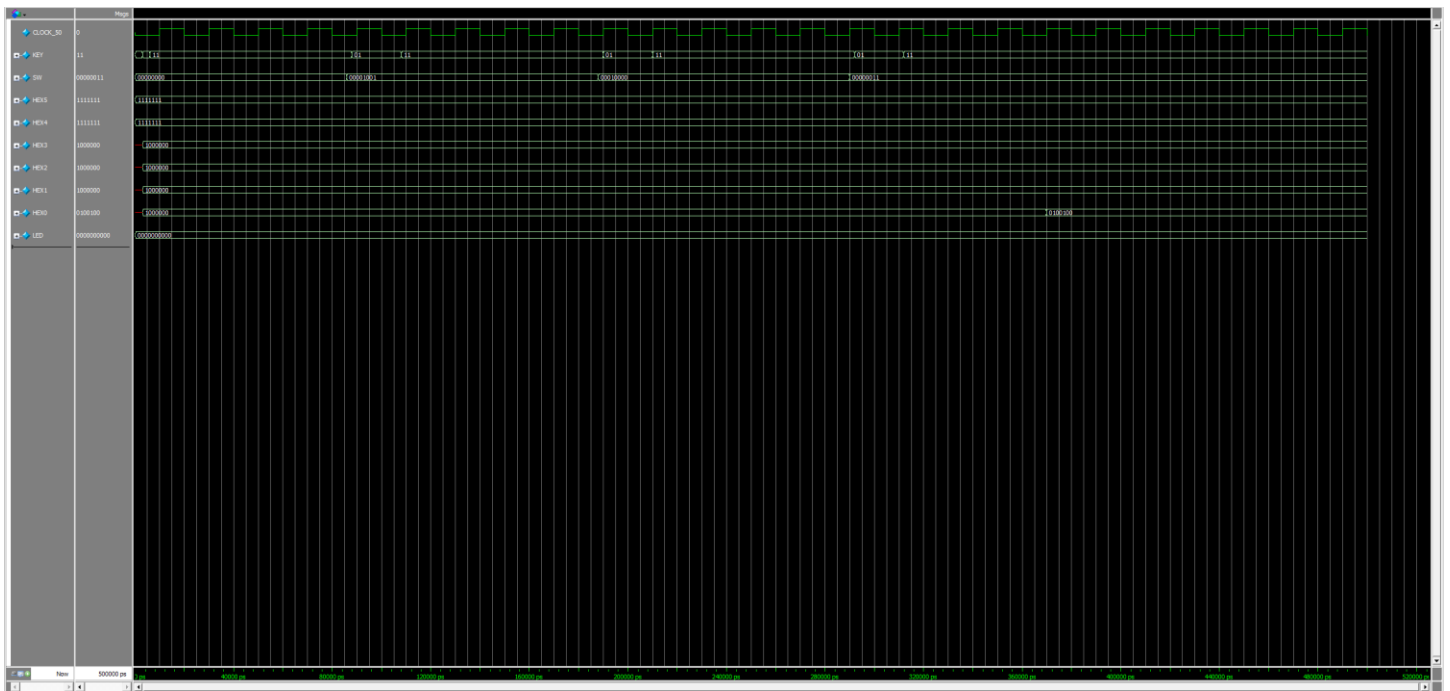 Msgs
CLOCK_50 0
KEY 11 11 01 11 01 11 01 11
SW 00000011 00000000 00001001 00010000 00000011
HEX5 1111111 1111111
HEX4 1111111 1111111
HEX3 1000000 1000000
HEX2 1000000 1000000
HEX1 1000000 1000000
HEX0 0100100 1000000 0100100
LED 0000000000 0000000000
Now 500000 ps ps 40000 ps 80000 ps 120000 ps 160000 ps 200000 ps 240000 ps 280000 ps 320000 ps 360000 ps 400000 ps 440000 ps 480000 ps 520000 ps